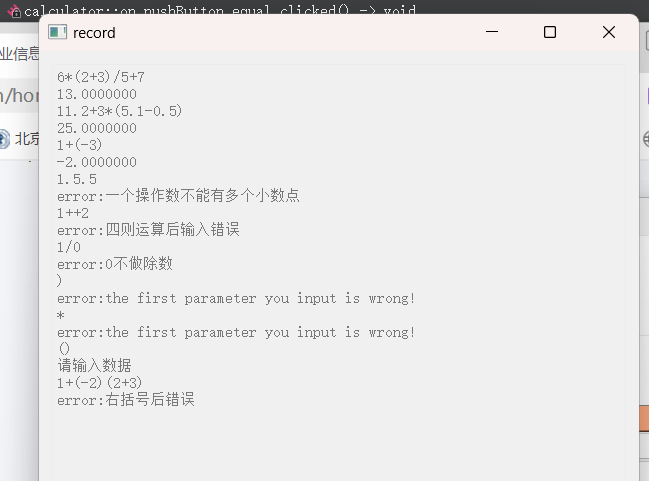 calculator::on_pushButton_equal_clicked() -> void
record
业信息
北京
6*(2+3)/5+7
13.0000000
11.2+3*(5.1-0.5)
25.0000000
1+(-3)
-2.0000000
1.5.5
error:一个操作数不能有多个小数点
1++2
error:四则运算后输入错误
1/0
error:0不做除数
)
error:the first parameter you input is wrong!
*
error:the first parameter you input is wrong!
()
请输入数据
1+(-2)(2+3)
error:右括号后错误